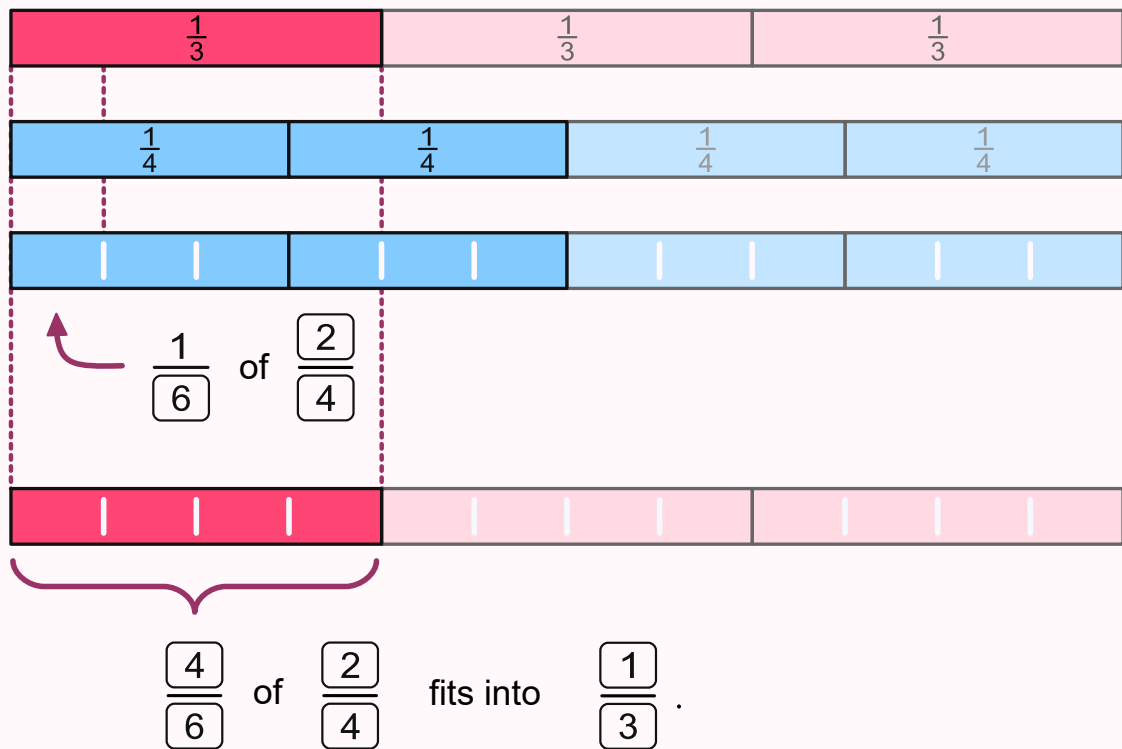 1/3 1/3 1/3
1/4 1/4 1/4 1/4
1/6 of 2/4
4/6 of 2/4 fits into 1/3 .